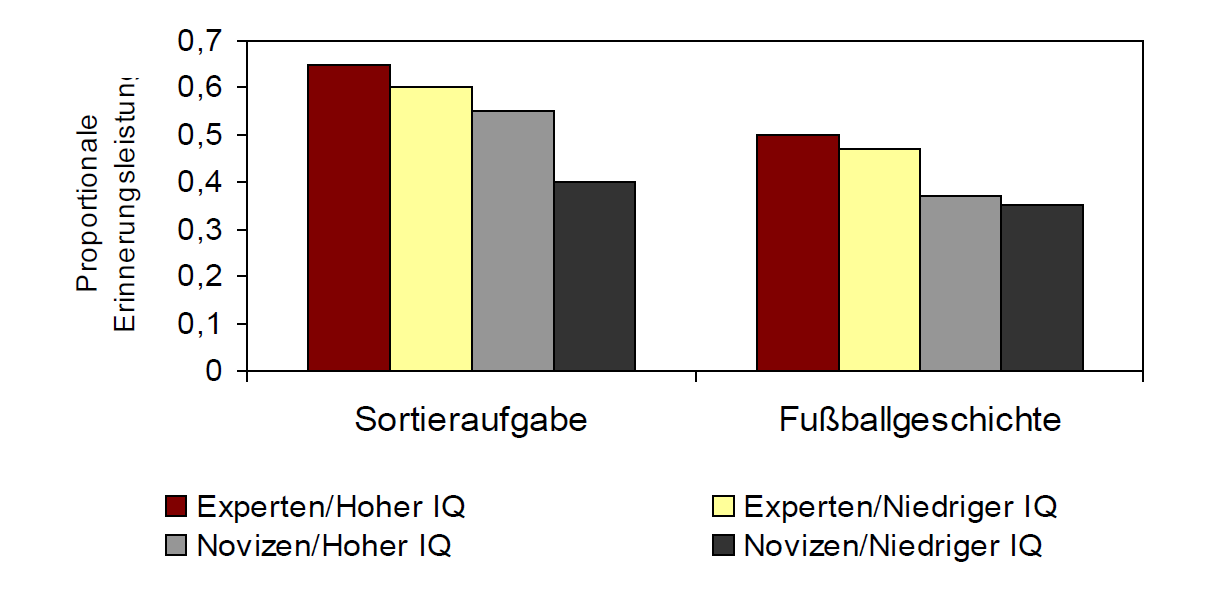 0,7
0,6
0,5
0,4
0,3
0,2
0,1
0
Proportionale
Erinnerungsleistung
Sortieraufgabe
Fußballgeschichte
Experten/Hoher IQ
Experten/Niedriger IQ
Novizen/Hoher IQ
Novizen/Niedriger IQ